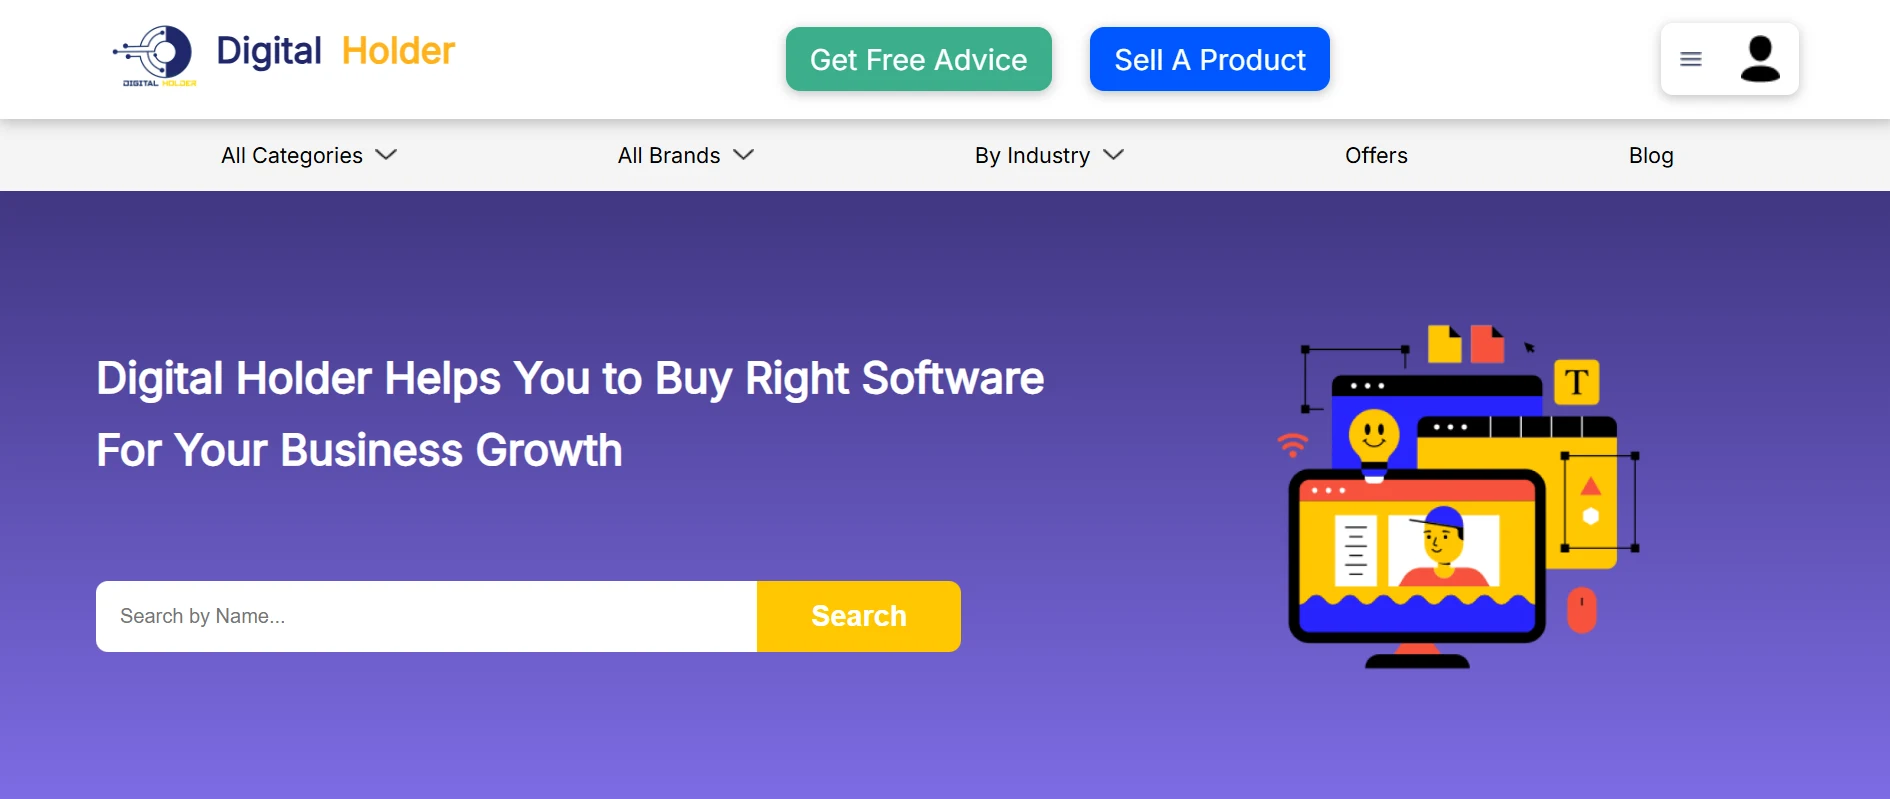 DIGITAL HOLDER
Digital Holder
Get Free Advice
Sell A Product
All Categories
All Brands
By Industry
Offers
Blog
Digital Holder Helps You to Buy Right Software
For Your Business Growth
T
Search by Name...
Search